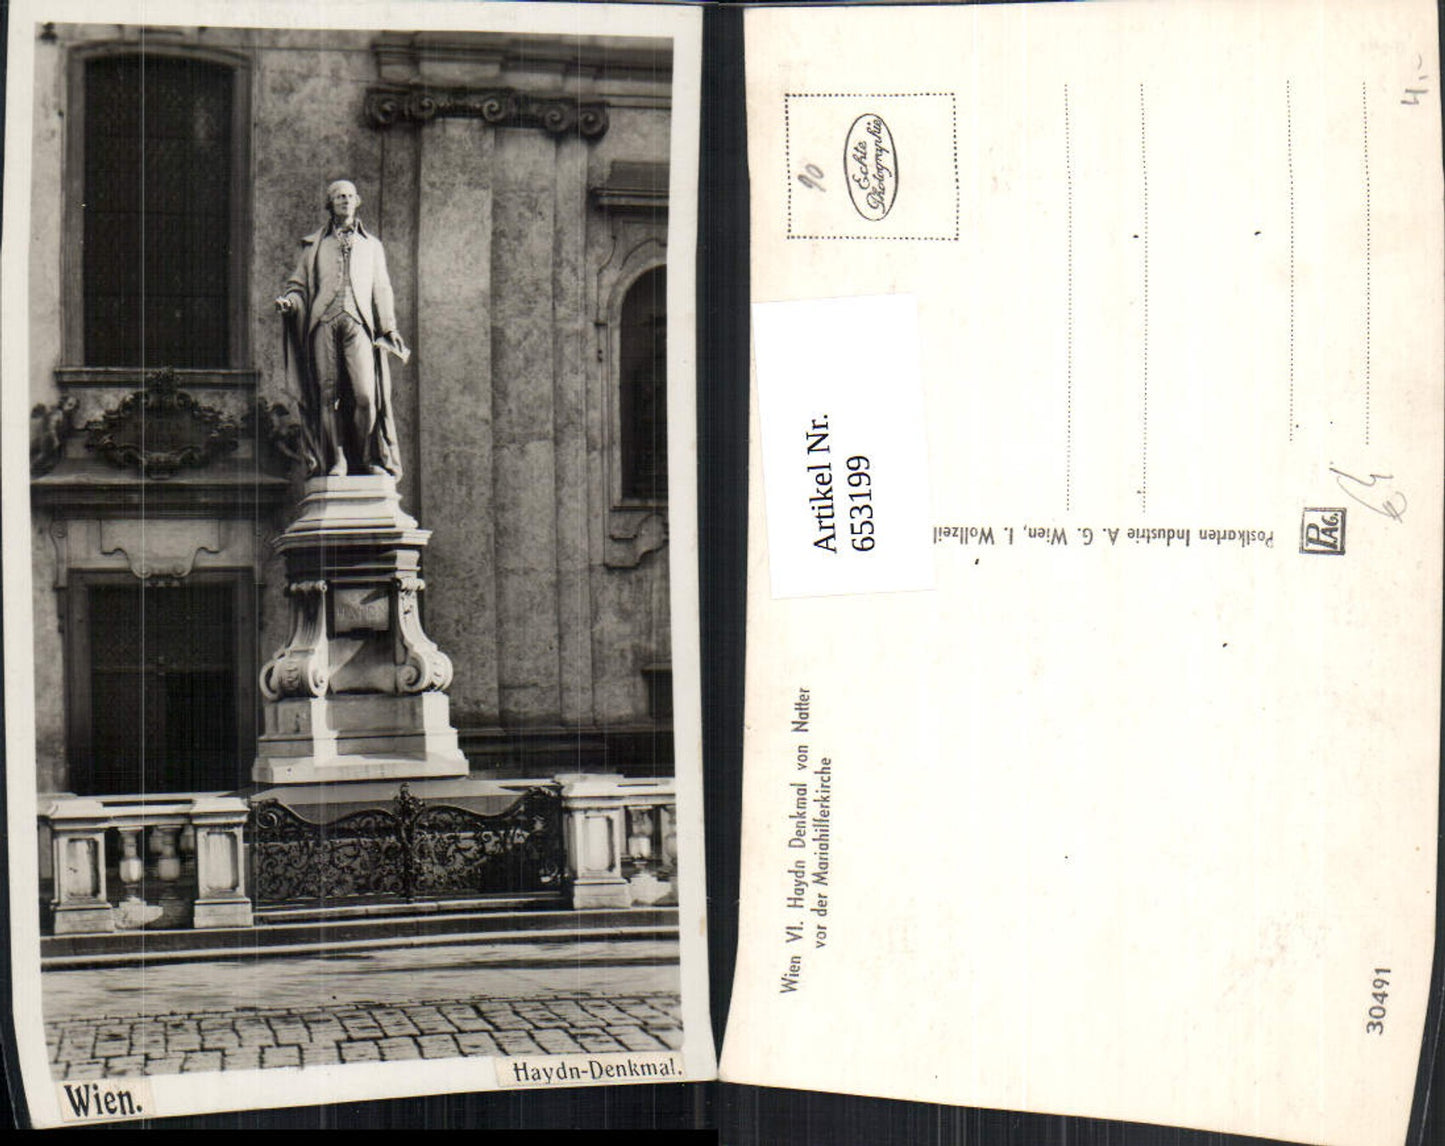 Wien.
Haydn-Denkmal.
HAYDN
Echte
Photographie
90
4.-
Artikel Nr.
653199
Postkarten Industrie A. G. Wien, I. Wollzeil
PAG.
Wien VI. Haydn Denkmal von Natter
vor der Mariahilferkirche
30491